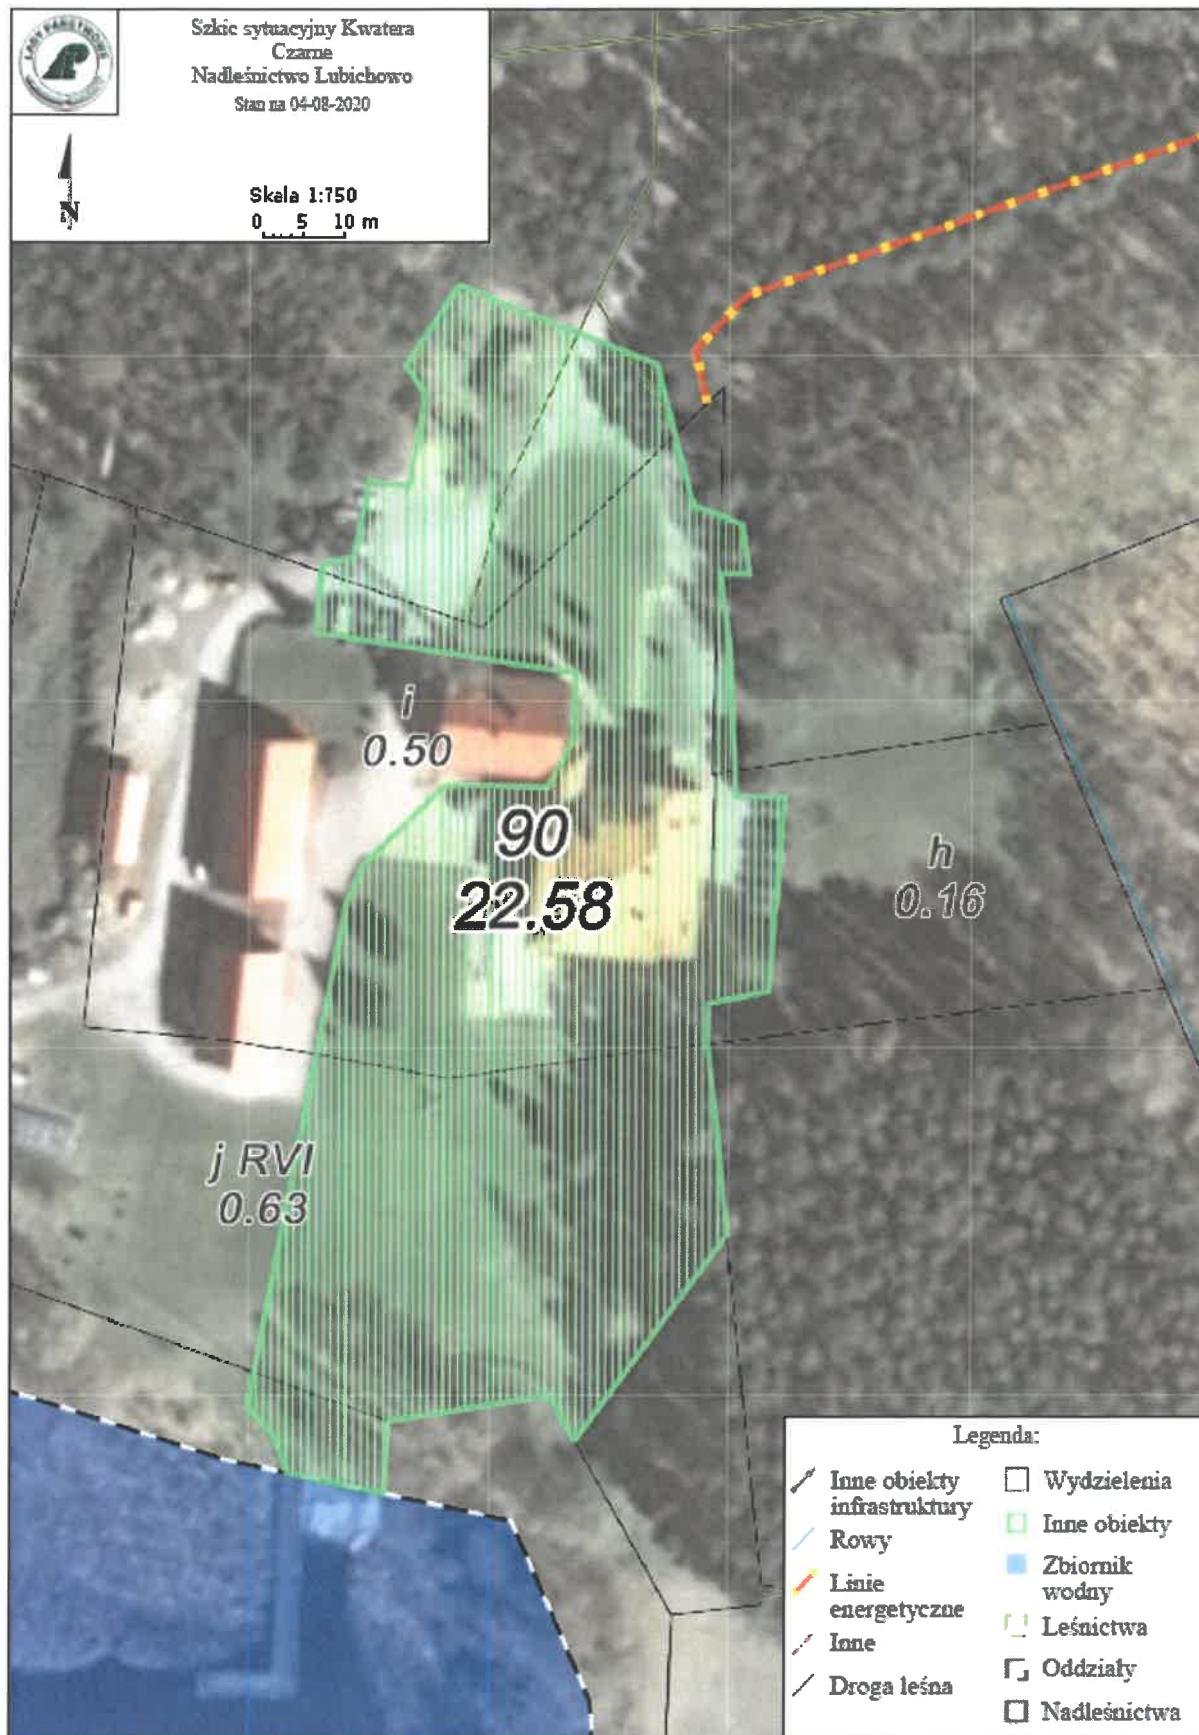 Szkic sytuacyjny Kwatera
Czarne
Nadleśnictwo Lubichowo
Stan na 04-08-2020
N
Skala 1:750
0 5 10 m
i
0.50
90
22.58
h
0.16
j RVI
0.63
Legenda:
Inne obiekty
infrastruktury
Rowy
Linie
energetyczne
Inne
Droga leśna
Wydzielenia
Inne obiekty
Zbiornik
wodny
Leśnictwa
Oddziały
Nadleśnictwa